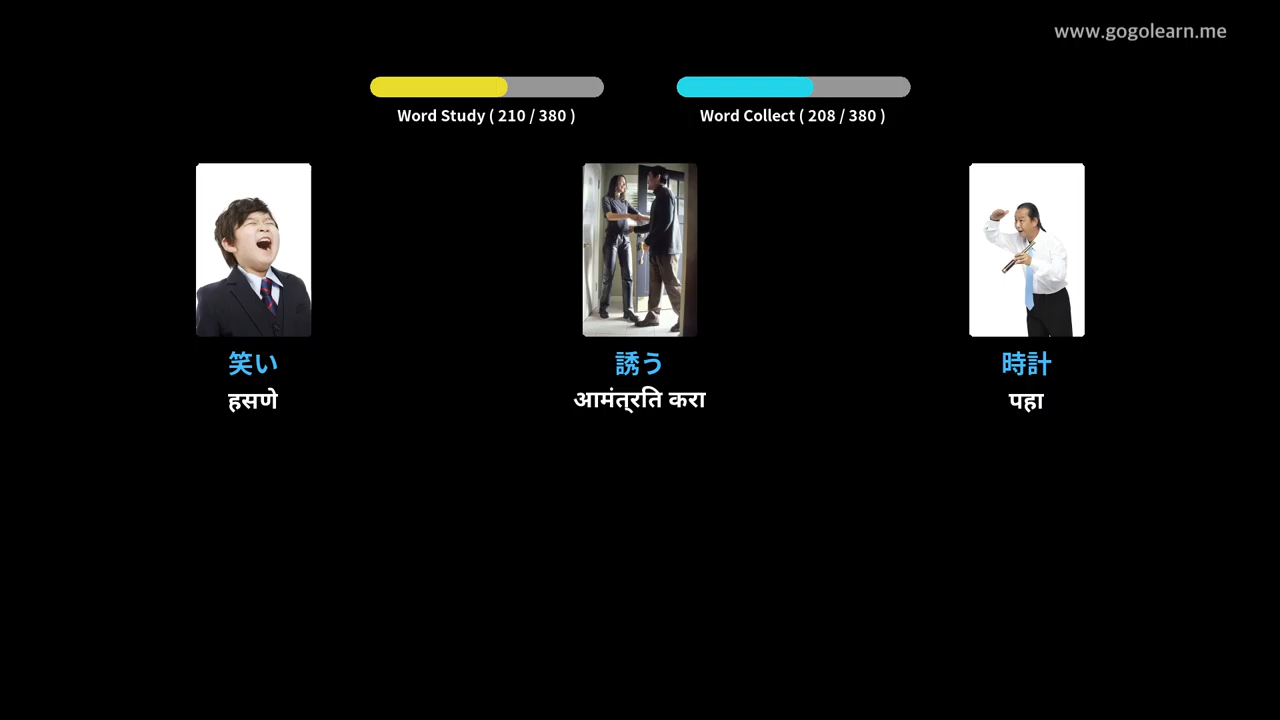 www.gogolearn.me
Word Study ( 210 / 380 )
Word Collect ( 208 / 380 )
笑い
誘う
時計
हसणे
आमंत्रति करा
पहा